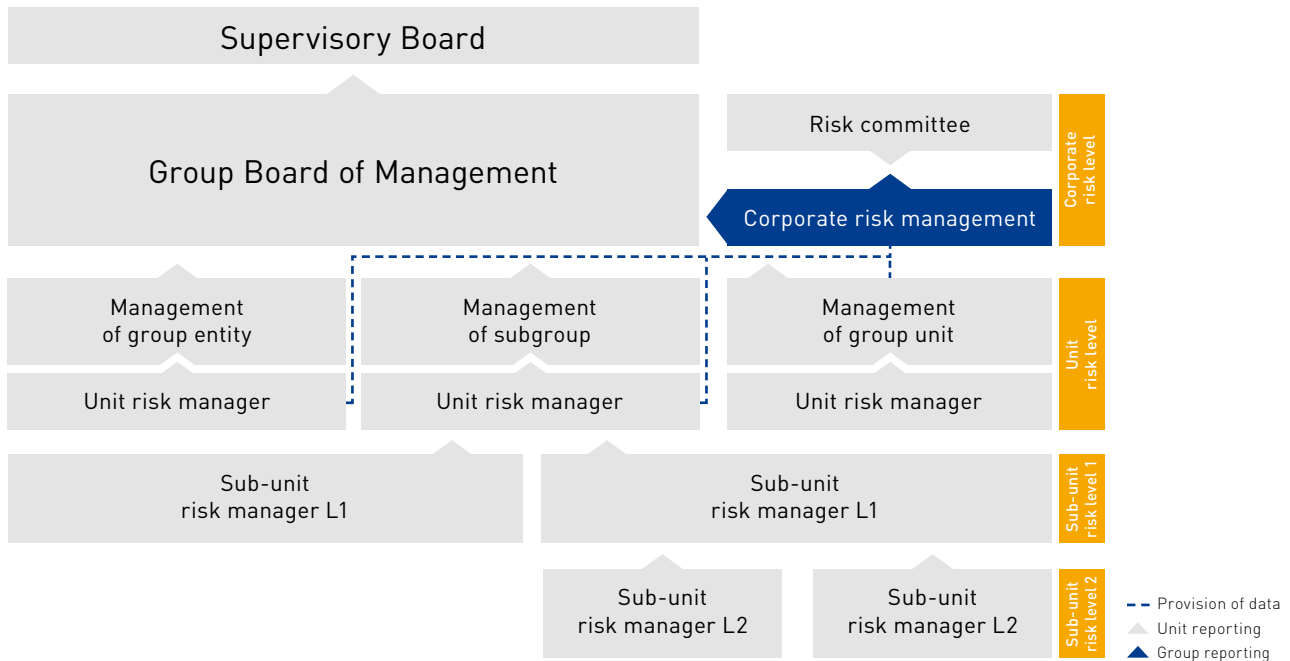 Supervisory Board
Group Board of Management
Risk committee
Corporate risk management
Corporate
risk level
Management
of group entity
Management
of subgroup
Management
of group unit
Unit risk manager
Unit risk manager
Unit risk manager
Unit
risk level
Sub-unit
risk manager L1
Sub-unit
risk manager L1
Sub-unit
risk level 1
Sub-unit
risk manager L2
Sub-unit
risk manager L2
Sub-unit
risk level 2
Provision of data
Unit reporting
Group reporting